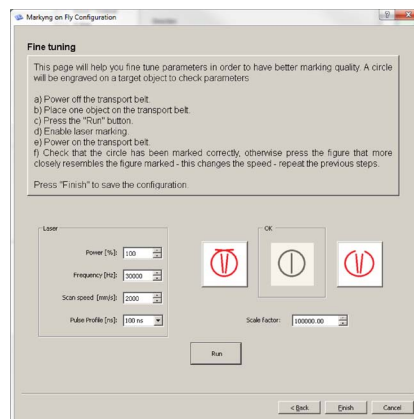 Markyng on Fly Configuration
Fine tuning
This page will help you fine tune parameters in order to have better marking quality. A circle
will be engraved on a target object to check parameters
a) Power off the transport belt.
b) Place one object on the transport belt.
c) Press the "Run" button.
d) Enable laser marking.
e) Power on the transport belt.
f) Check that the circle has been marked correctly, otherwise press the figure that more
closely resembles the figure marked - this changes the speed - repeat the previous steps.
Press "Finish" to save the configuration
Laser
OK
Power [%]: 100
Frequency [Hz]: 30000
Scan speed [mm/s]: 2000
Pulse Profile [ns]: 100 ns
Scale factor: 100000.00
Run
< Back Finish Cancel